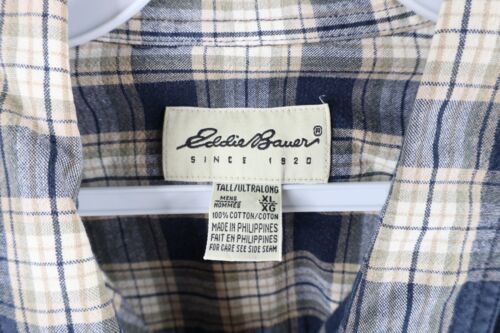 Eddie Bauer®
SINCE 1920
TALL/ULTRALONG
MENS XL
HOMMES XG
100% COTTON/COTON
MADE IN PHILIPPINES
FAIT EN PHILIPPINES
FOR CARE SEE SIDE SEAM